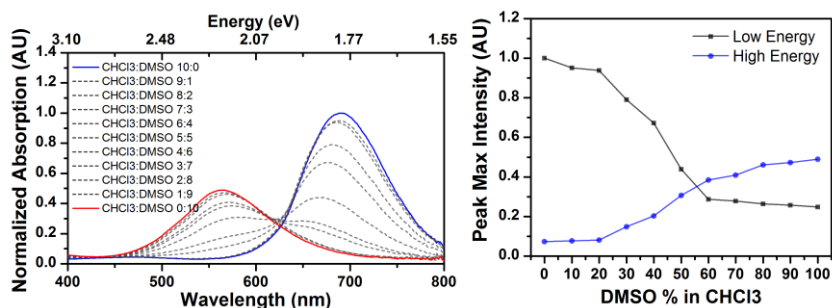 Energy (eV)
3.10 2.48 2.07 1.77 1.55
Normalized Absorption (AU)
1.4
1.2
1.0
0.8
0.6
0.4
0.2
0.0
CHCl3:DMSO 10:0
CHCl3:DMSO 9:1
CHCl3:DMSO 8:2
CHCl3:DMSO 7:3
CHCl3:DMSO 6:4
CHCl3:DMSO 5:5
CHCl3:DMSO 4:6
CHCl3:DMSO 3:7
CHCl3:DMSO 2:8
CHCl3:DMSO 1:9
CHCl3:DMSO 0:10
400 500 600 700 800
Wavelength (nm)
Peak Max Intensity (AU)
1.2
1.0
0.8
0.6
0.4
0.2
0.0
Low Energy
High Energy
0 10 20 30 40 50 60 70 80 90 100
DMSO % in CHCl3